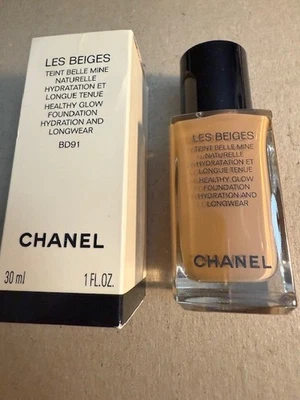 LES BEIGES
TEINT BELLE MINE
NATURELLE
HYDRATATION ET
LONGUE TENUE
HEALTHY GLOW
FOUNDATION
HYDRATION AND
LONGWEAR
BD91
CHANEL
30 ml 1 FL.OZ.
LES BEIGES
TEINT BELLE MINE
NATURELLE
HYDRATATION ET
LONGUE TENUE
HEALTHY GLOW
FOUNDATION
HYDRATION AND
LONGWEAR
CHANEL